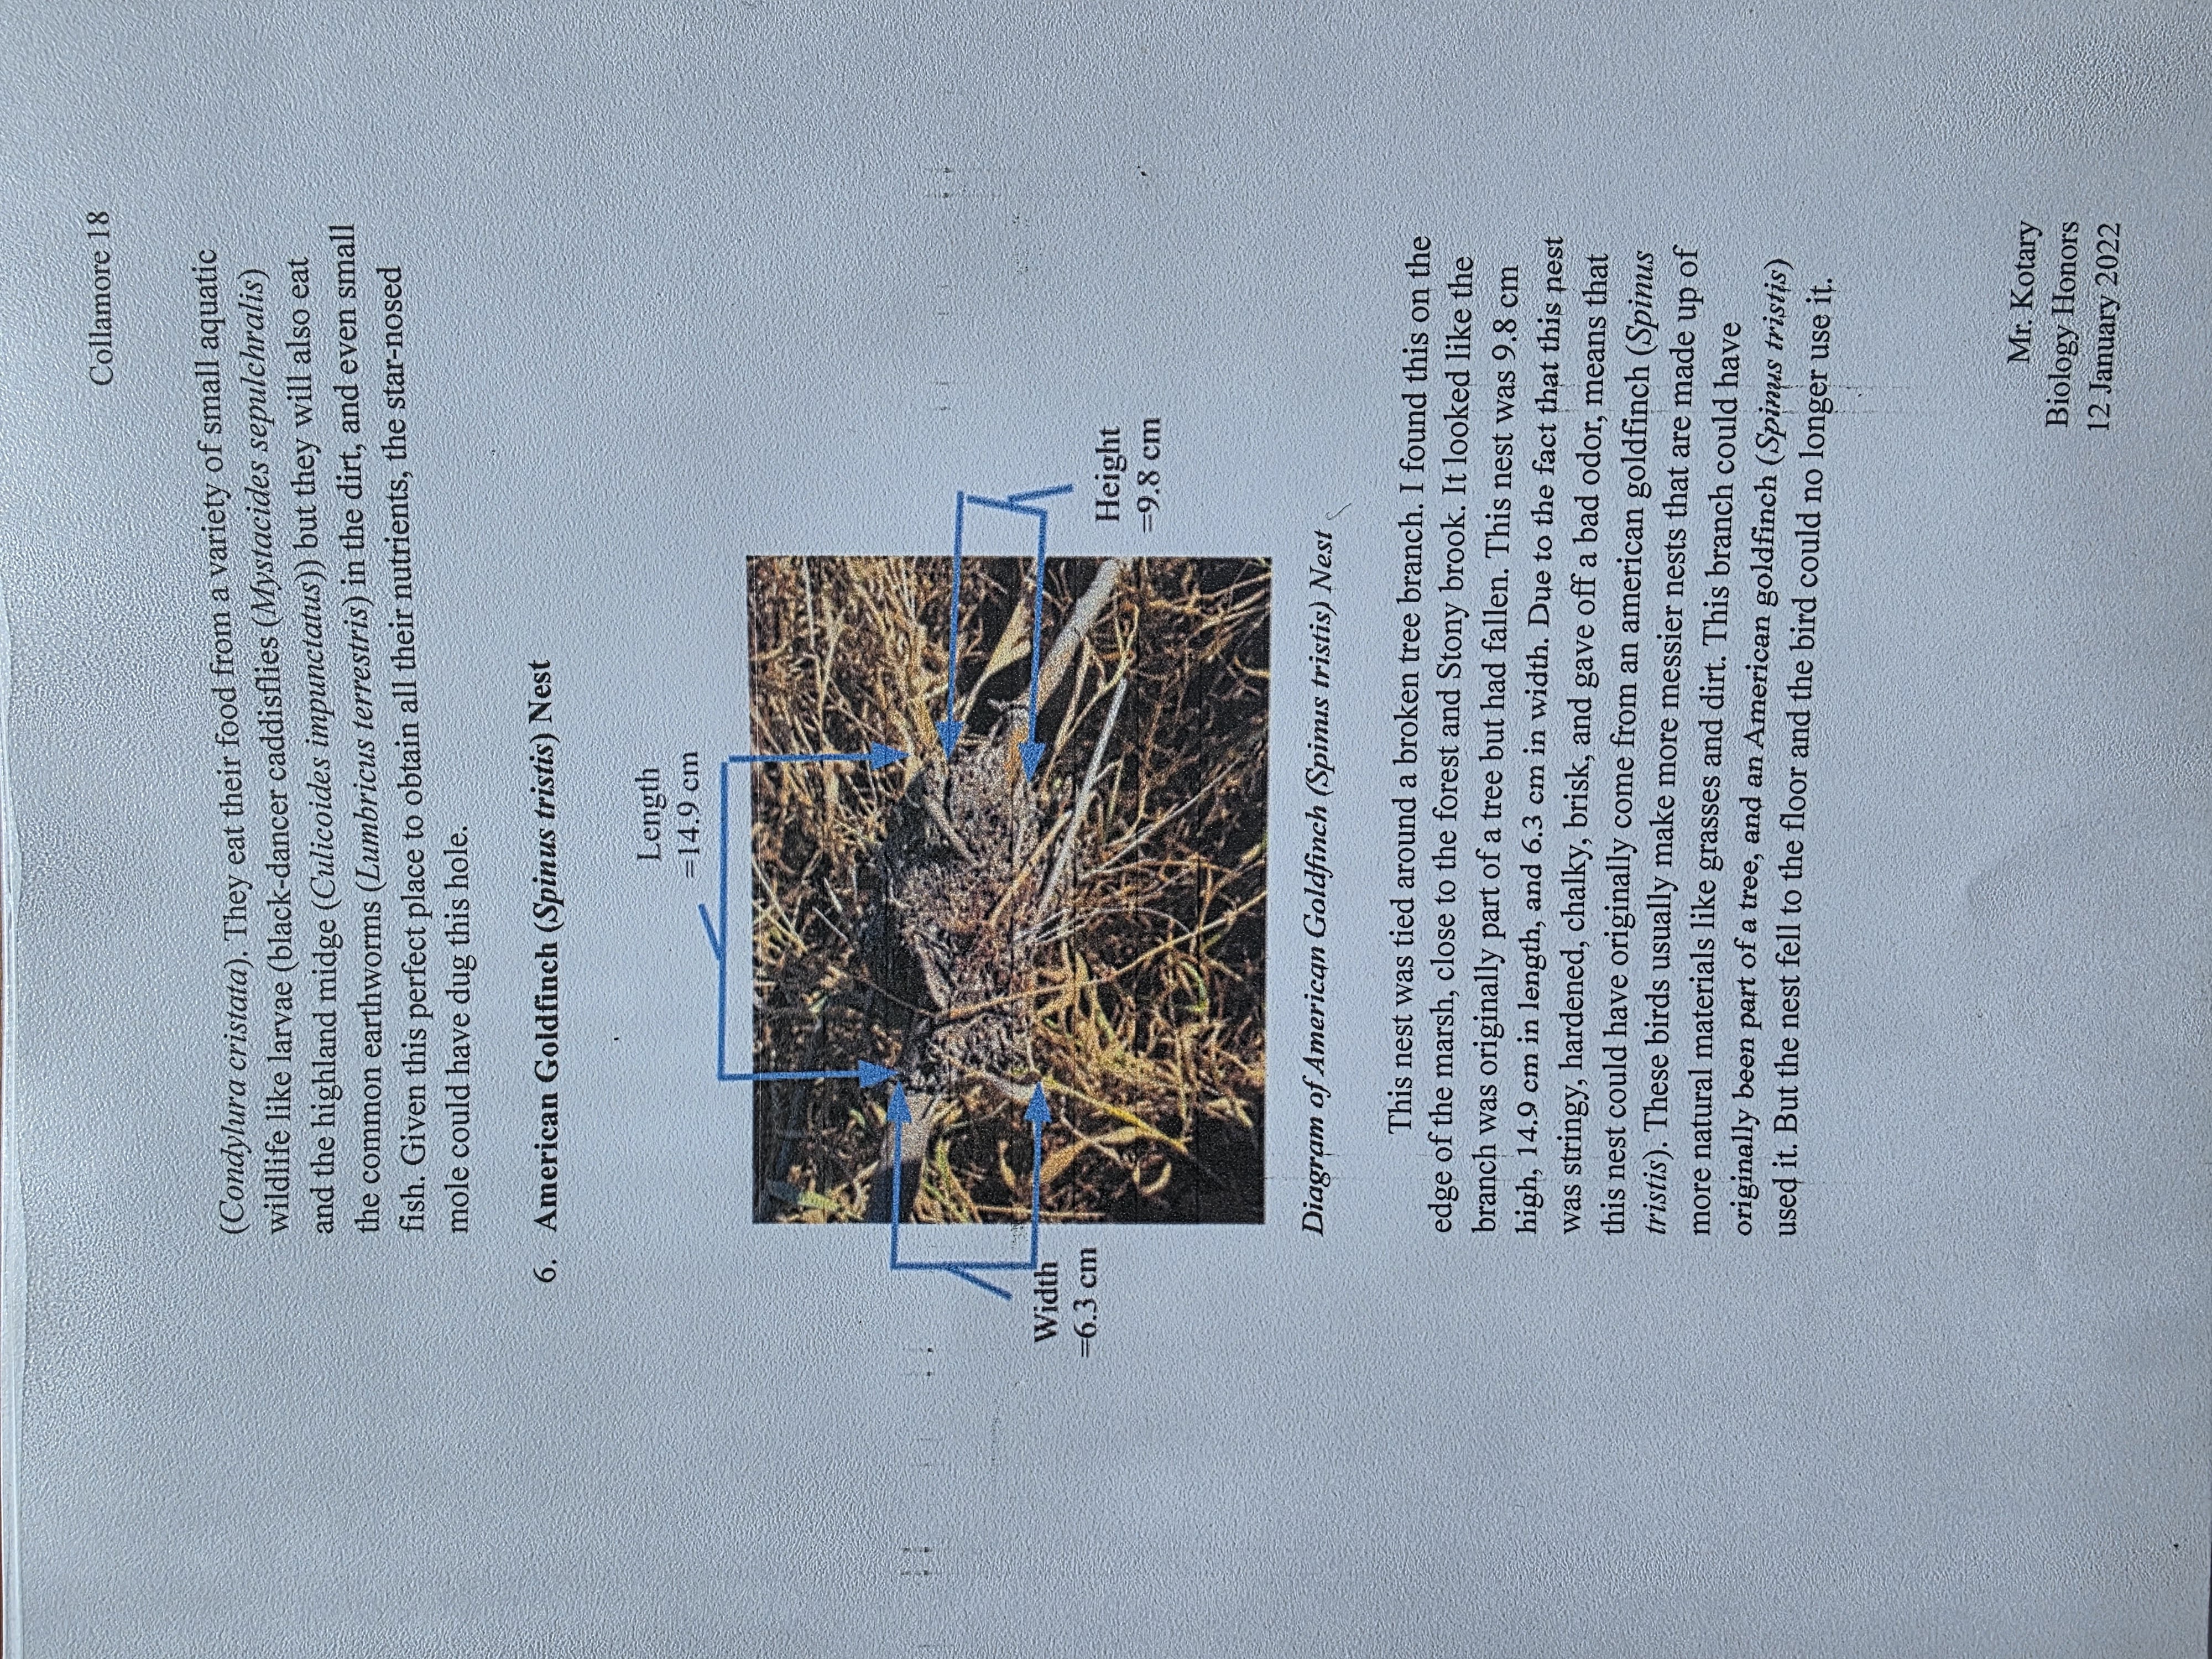 Collamore 18
(Condylura cristata). They eat their food from a variety of small aquatic
wildlife like larvae (black-dancer caddisflies (Mystacides sepulchralis)
and the highland midge (Culicoides impunctatus)) but they will also eat
the common earthworms (Lumbricus terrestris) in the dirt, and even small
fish. Given this perfect place to obtain all their nutrients, the star-nosed
mole could have dug this hole.
6. American Goldfinch (Spinus tristis) Nest
Length
=14.9 cm
Width
=6.3 cm
Height
=9.8 cm
Diagram of American Goldfinch (Spinus tristis) Nest
This nest was tied around a broken tree branch. I found this on the
edge of the marsh, close to the forest and Stony brook. It looked like the
branch was originally part of a tree but had fallen. This nest was 9.8 cm
high, 14.9 cm in length, and 6.3 cm in width. Due to the fact that this nest
was stringy, hardened, chalky, brisk, and gave off a bad odor, means that
this nest could have originally come from an american goldfinch (Spinus
tristis). These birds usually make more messier nests that are made up of
more natural materials like grasses and dirt. This branch could have
originally been part of a tree, and an American goldfinch (Spinus tristis)
used it. But the nest fell to the floor and the bird could no longer use it.
Mr. Kotary
Biology Honors
12 January 2022